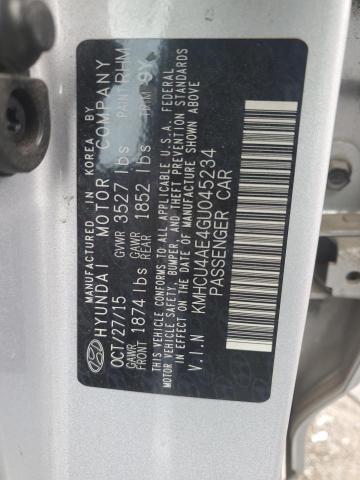 MANUFACTURED IN KOREA BY
HYUNDAI MOTOR COMPANY
OCT/27/15 GVWR 3527 lbs PAINT RHM
GAWR FRONT 1874 lbs GAWR REAR 1852 lbs TRIM 9Y
THIS VEHICLE CONFORMS TO ALL APPLICABLE U.S.A. FEDERAL
MOTOR VEHICLE SAFETY, BUMPER, AND THEFT PREVENTION STANDARDS
IN EFFECT ON THE DATE OF MANUFACTURE SHOWN ABOVE
V.I.N KMHCU4AE4GU045234
PASSENGER CAR